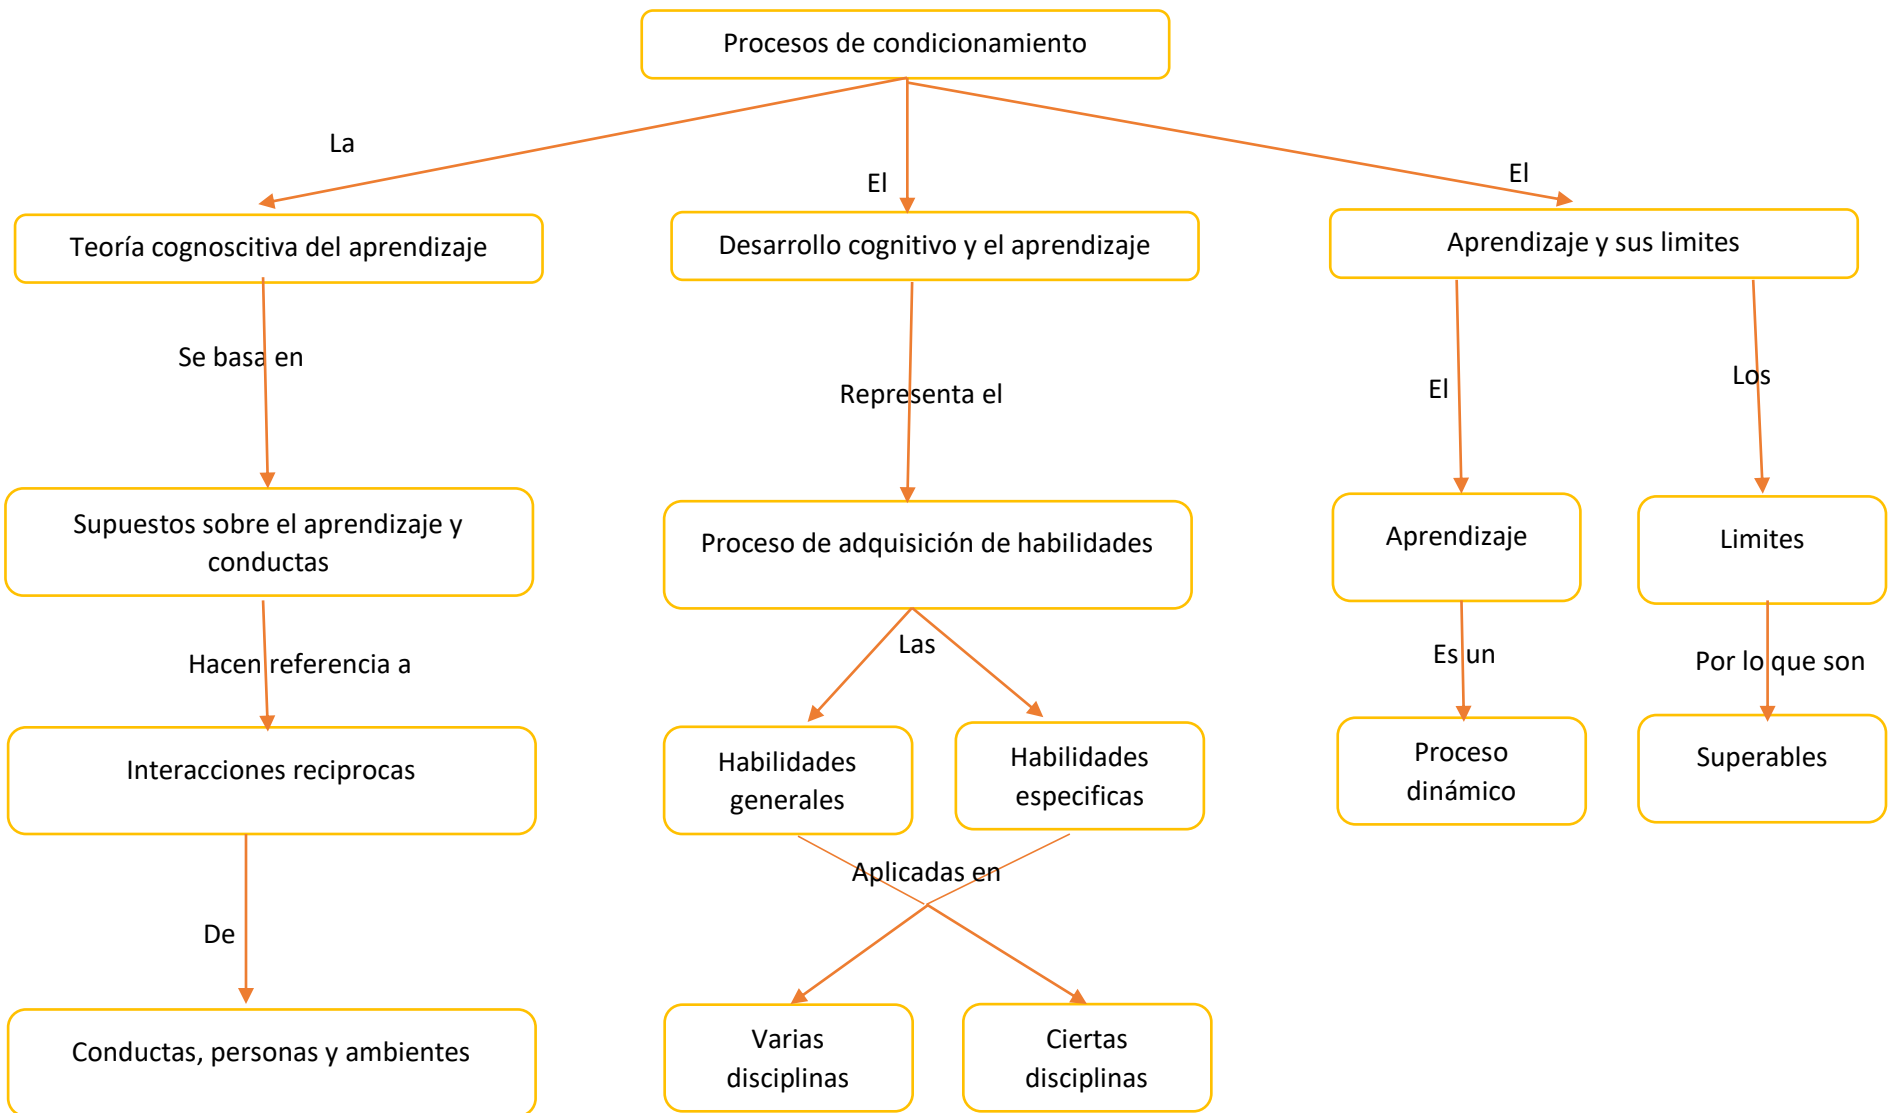 Procesos de condicionamiento
La
El
El
Teoría cognoscitiva del aprendizaje
Desarrollo cognitivo y el aprendizaje
Aprendizaje y sus limites
Se basa en
Representa el
El
Los
Supuestos sobre el aprendizaje y
conductas
Proceso de adquisición de habilidades
Aprendizaje
Limites
Hacen referencia a
Las
Es un
Por lo que son
Interacciones reciprocas
Habilidades
generales
Habilidades
especificas
Proceso
dinámico
Superables
Aplicadas en
De
Conductas, personas y ambientes
Varias
disciplinas
Ciertas
disciplinas